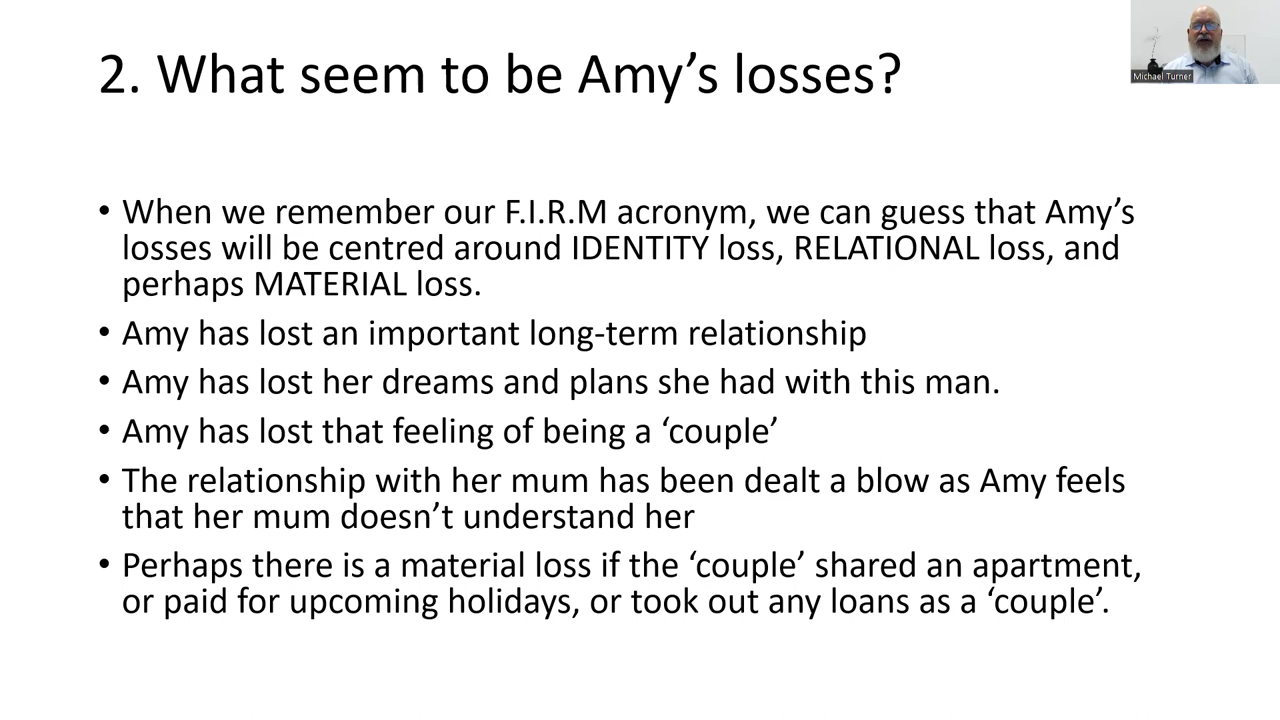 2. What seem to be Amy’s losses?
Michael Turner
• When we remember our F.I.R.M acronym, we can guess that Amy’s
losses will be centred around IDENTITY loss, RELATIONAL loss, and
perhaps MATERIAL loss.
• Amy has lost an important long-term relationship
• Amy has lost her dreams and plans she had with this man.
• Amy has lost that feeling of being a ‘couple’
• The relationship with her mum has been dealt a blow as Amy feels
that her mum doesn’t understand her
• Perhaps there is a material loss if the ‘couple’ shared an apartment,
or paid for upcoming holidays, or took out any loans as a ‘couple’.